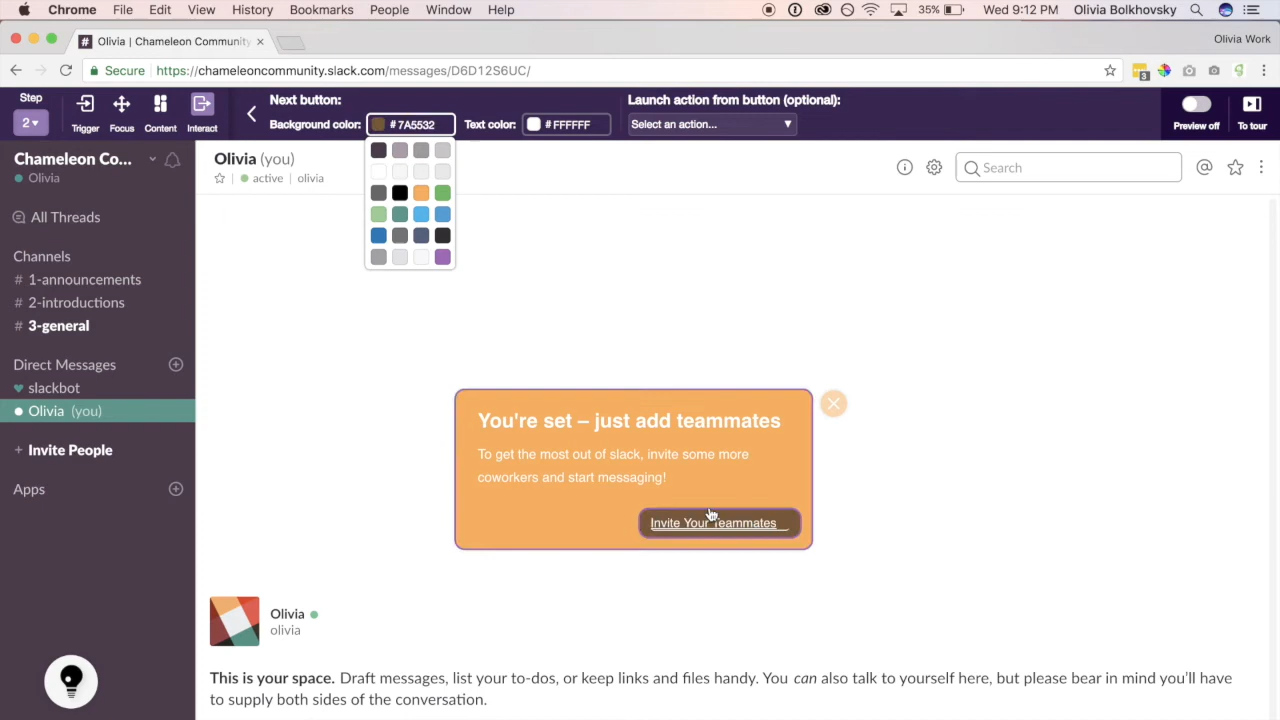 Chrome File Edit View History Bookmarks People Window Help 35% Wed 9:12 PM Olivia Bolkhovsky
# Olivia | Chameleon Community Olivia Work
Secure https://chameleoncommunity.slack.com/messages/D6D12S6UC/ 3
Step
2
Trigger
Focus
Content
Interact
Next button:
Background color: #7A5532 Text color: #FFFFFF
Launch action from button (optional):
Select an action...
Preview off
To tour
Chameleon Co...
Olivia
All Threads
Channels
# 1-announcements
# 2-introductions
# 3-general
Direct Messages
slackbot
Olivia (you)
+ Invite People
Apps
Olivia (you)
active | olivia
Search
You're set – just add teammates
To get the most out of slack, invite some more
coworkers and start messaging!
Invite Your Teammates
Olivia
olivia
This is your space. Draft messages, list your to-dos, or keep links and files handy. You can also talk to yourself here, but please bear in mind you'll have
to supply both sides of the conversation.